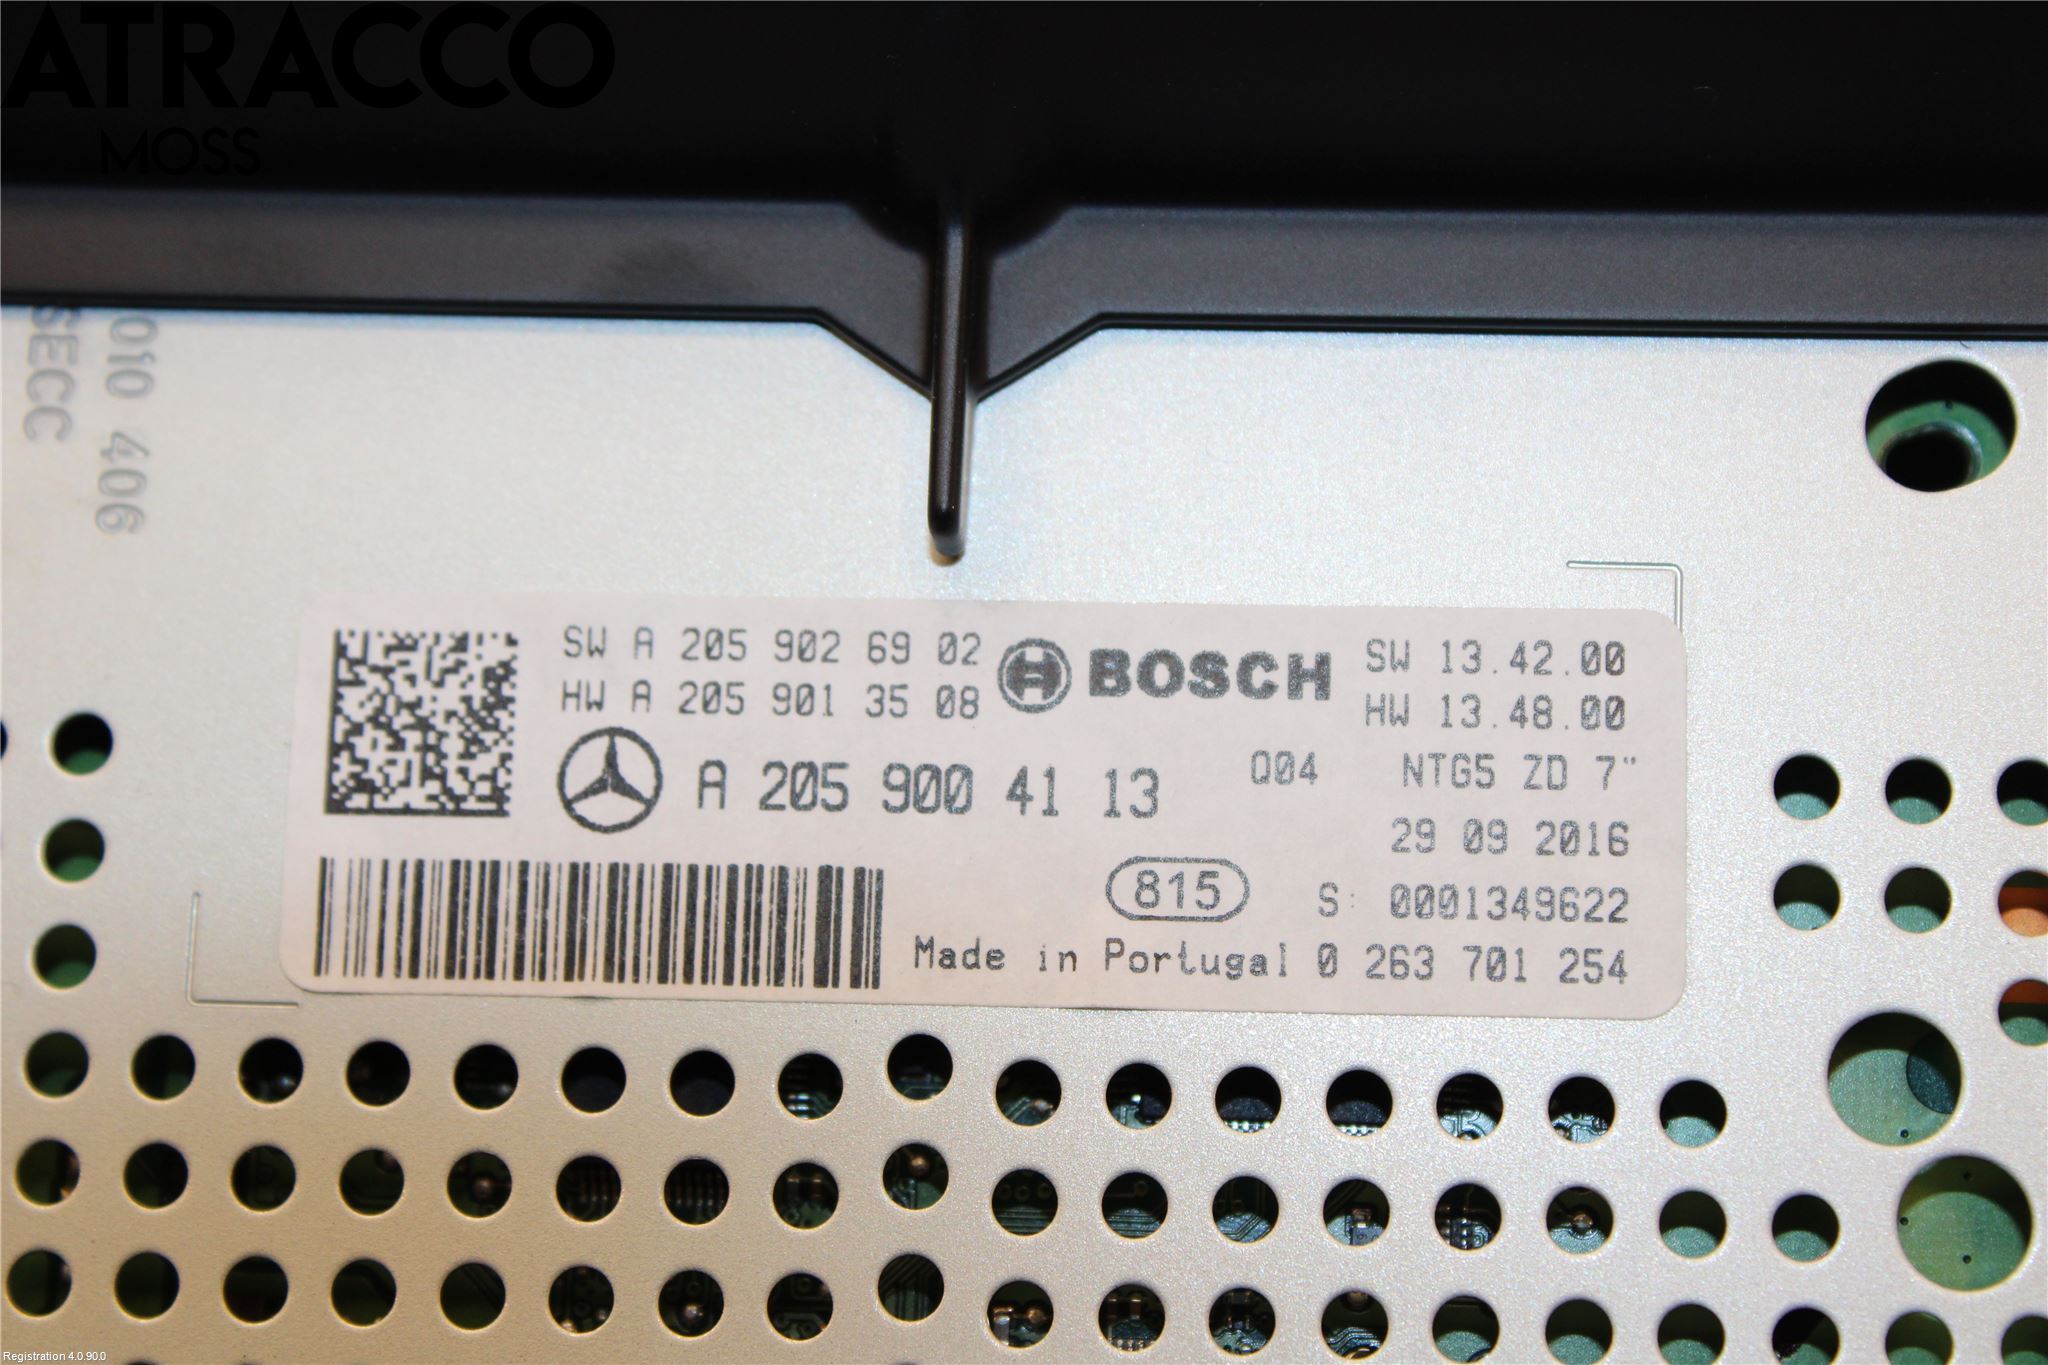 ATRACCO
MOSS
010 406
SECC
SW A 205 902 69 02
HW A 205 901 35 08
BOSCH
SW 13.42.00
HW 13.48.00
A 205 900 41 13
Q04
NTG5 ZD 7"
29 09 2016
815
S: 0001349622
Made in Portugal 0 263 701 254
Registration 4.0.90.0